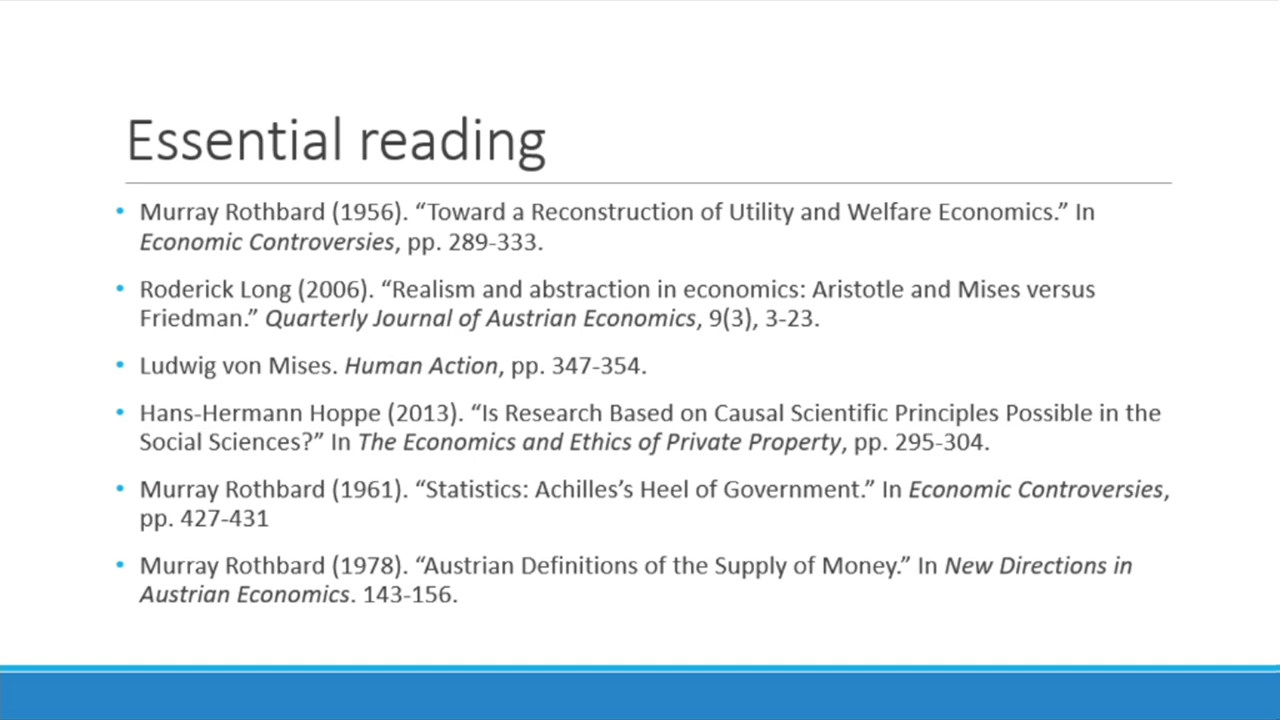 Essential reading
• Murray Rothbard (1956). “Toward a Reconstruction of Utility and Welfare Economics.” In
Economic Controversies, pp. 289-333.
• Roderick Long (2006). “Realism and abstraction in economics: Aristotle and Mises versus
Friedman.” Quarterly Journal of Austrian Economics, 9(3), 3-23.
• Ludwig von Mises. Human Action, pp. 347-354.
• Hans-Hermann Hoppe (2013). “Is Research Based on Causal Scientific Principles Possible in the
Social Sciences?” In The Economics and Ethics of Private Property, pp. 295-304.
• Murray Rothbard (1961). “Statistics: Achilles’s Heel of Government.” In Economic Controversies,
pp. 427-431
• Murray Rothbard (1978). “Austrian Definitions of the Supply of Money.” In New Directions in
Austrian Economics. 143-156.